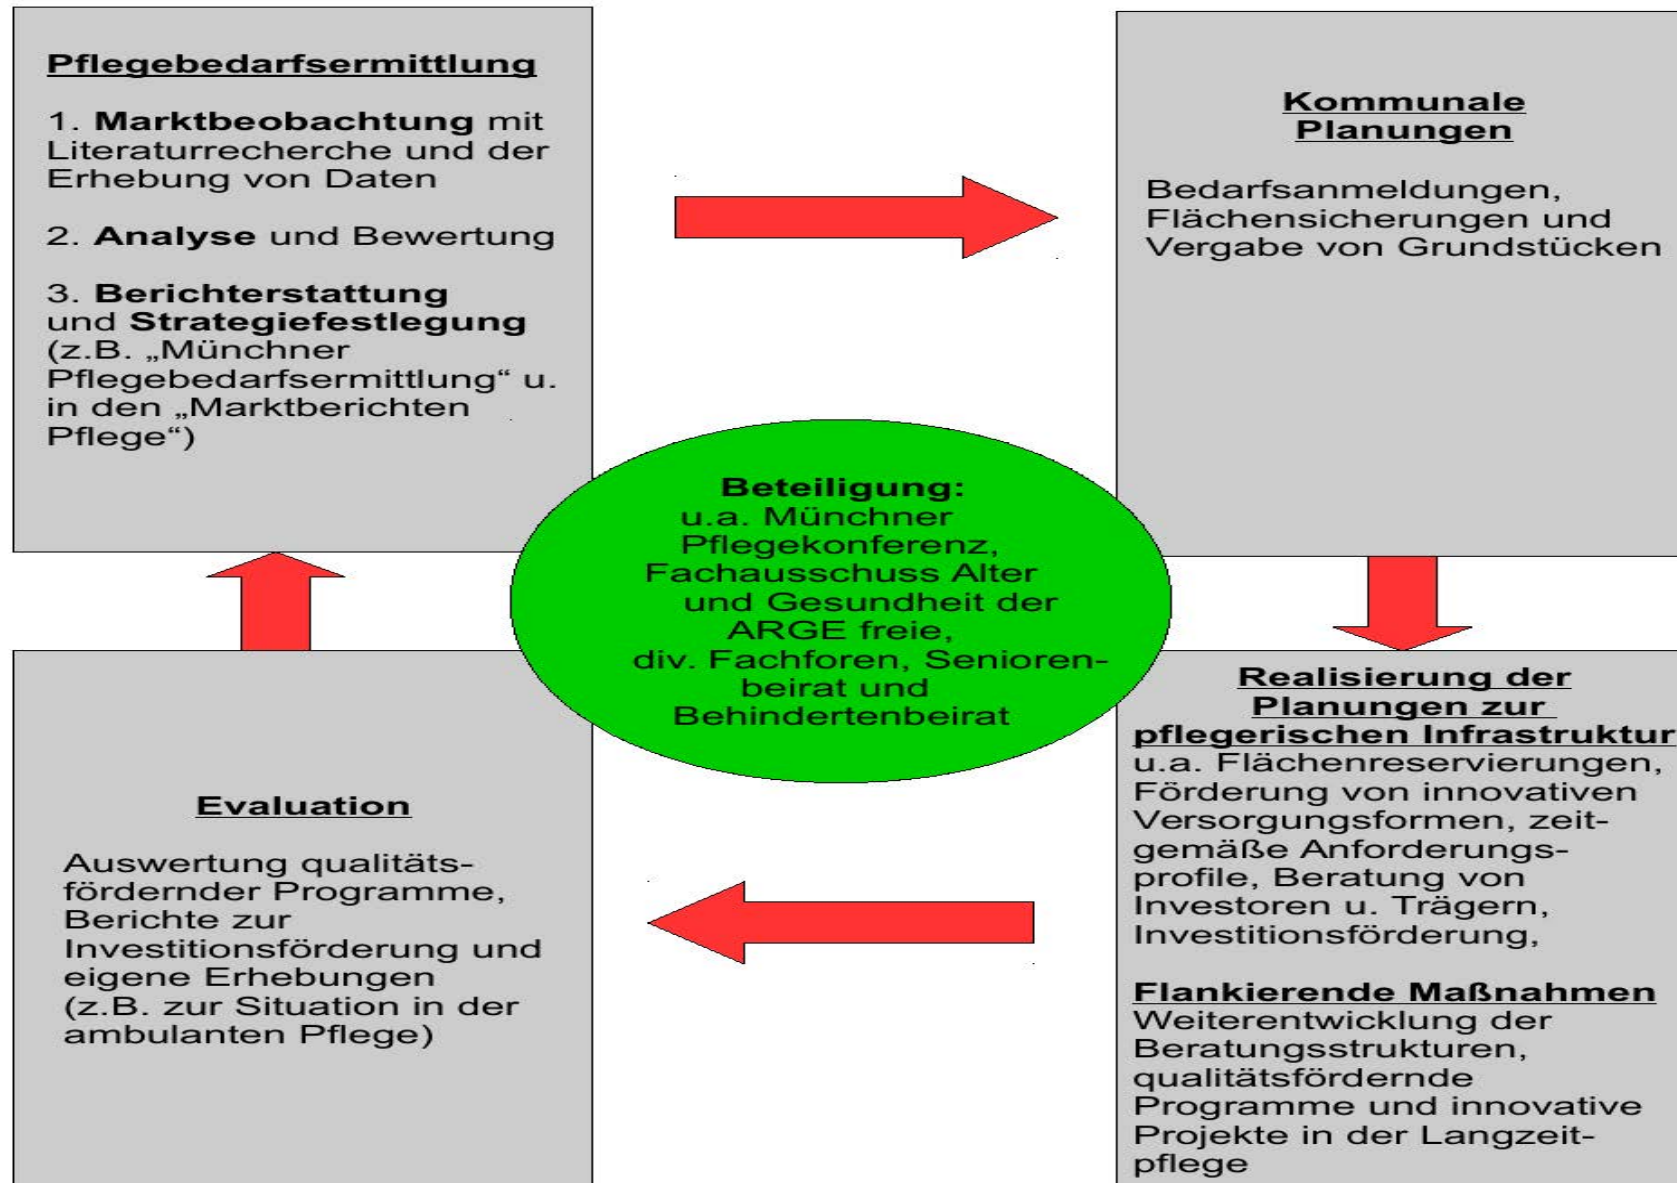 Pflegebedarfsermittlung
1. Marktbeobachtung mit
Literaturrecherche und der
Erhebung von Daten
2. Analyse und Bewertung
3. Berichterstattung
und Strategiefestlegung
(z.B. „Münchner
Pflegebedarfsermittlung“ u.
in den „Marktberichten
Pflege“)
Kommunale
Planungen
Bedarfsanmeldungen,
Flächensicherungen und
Vergabe von Grundstücken
Beteiligung:
u.a. Münchner
Pflegekonferenz,
Fachausschuss Alter
und Gesundheit der
ARGE freie,
div. Fachforen, Senioren-
beirat und
Behindertenbeirat
Realisierung der
Planungen zur
pflegerischen Infrastruktur
u.a. Flächenreservierungen,
Förderung von innovativen
Versorgungsformen, zeit-
gemäße Anforderungs-
profile, Beratung von
Investoren u. Trägern,
Investitionsförderung,
Flankierende Maßnahmen
Weiterentwicklung der
Beratungsstrukturen,
qualitätsfördernde
Programme und innovative
Projekte in der Langzeit-
pflege
Evaluation
Auswertung qualitäts-
fördernder Programme,
Berichte zur
Investitionsförderung und
eigene Erhebungen
(z.B. zur Situation in der
ambulanten Pflege)